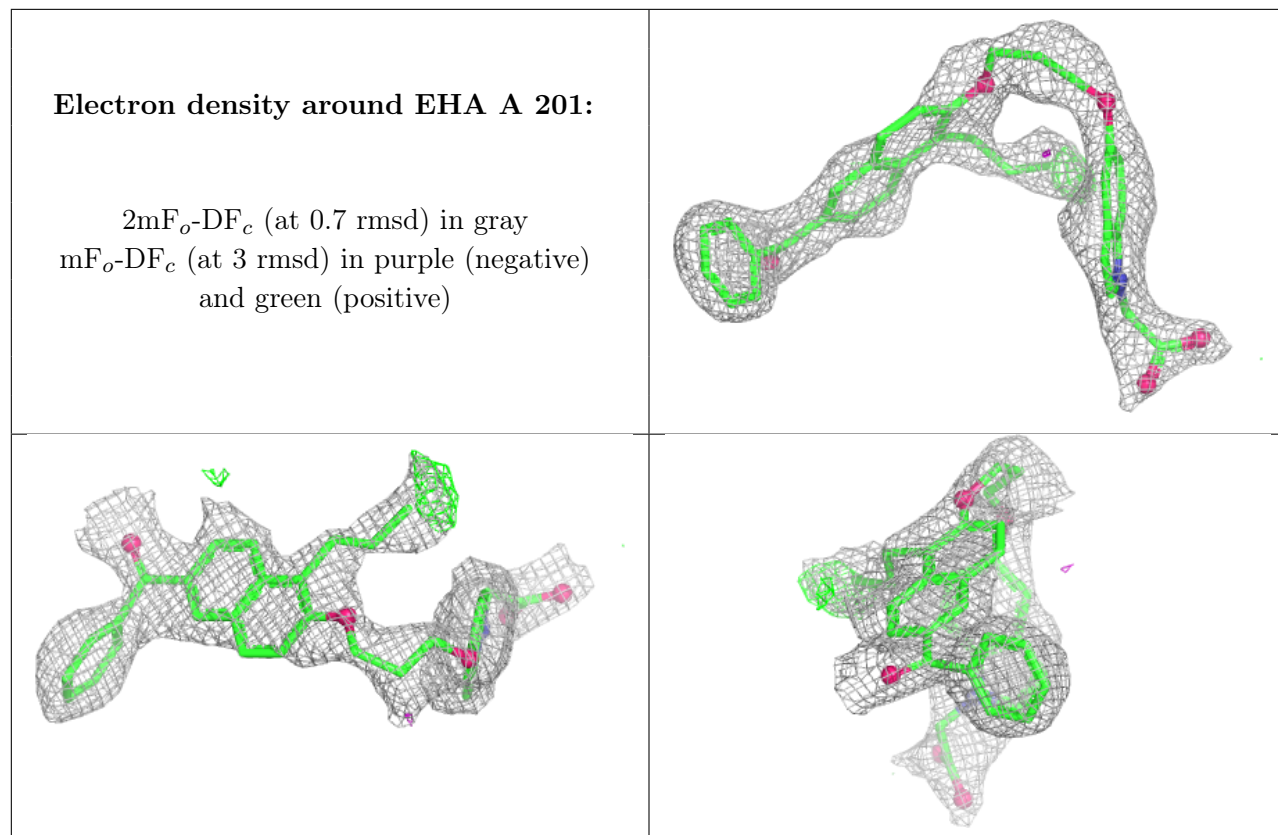 Electron density around EHA A 201:
2mFo-DFc (at 0.7 rmsd) in gray
mFo-DFc (at 3 rmsd) in purple (negative)
and green (positive)